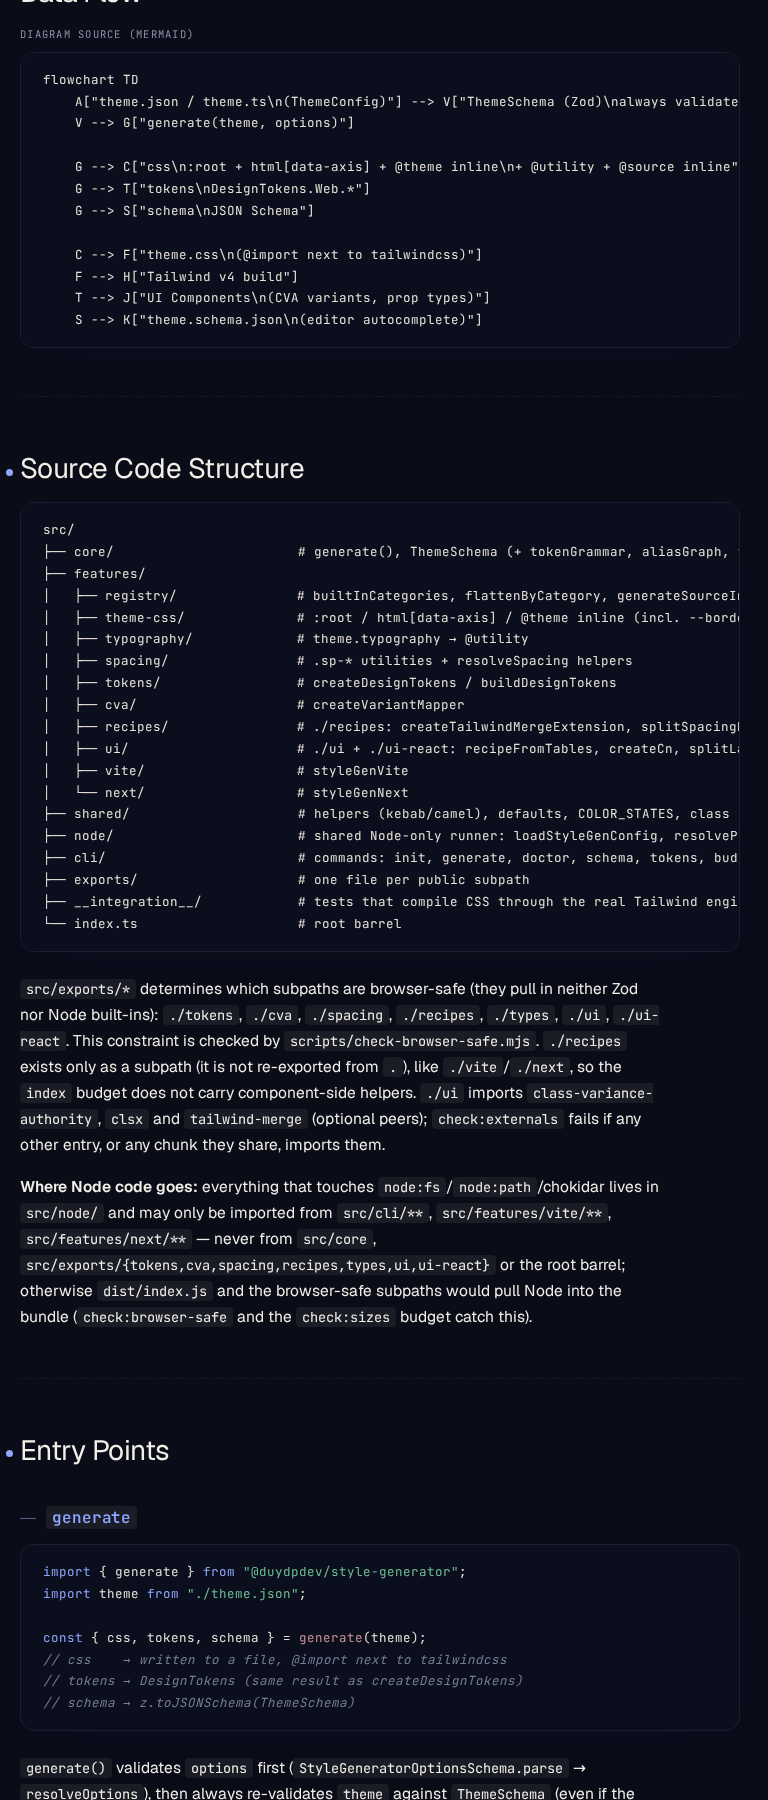 Data Flow
DIAGRAM SOURCE (MERMAID)
flowchart TD
    A["theme.json / theme.ts\n(ThemeConfig)"] --> V["ThemeSchema (Zod)\nalways validate
    V --> G["generate(theme, options)"]

    G --> C["css\n:root + html[data-axis] + @theme inline\n+ @utility + @source inline"
    G --> T["tokens\nDesignTokens.Web.*"]
    G --> S["schema\nJSON Schema"]

    C --> F["theme.css\n(@import next to tailwindcss)"]
    F --> H["Tailwind v4 build"]
    T --> J["UI Components\n(CVA variants, prop types)"]
    S --> K["theme.schema.json\n(editor autocomplete)"]
Source Code Structure
src/
├── core/                       # generate(), ThemeSchema (+ tokenGrammar, aliasGraph,
├── features/
│   ├── registry/                # builtInCategories, flattenByCategory, generateSourceIn
│   ├── theme-css/               # :root / html[data-axis] / @theme inline (incl. --borde
│   ├── typography/              # theme.typography → @utility
│   ├── spacing/                 # .sp-* utilities + resolveSpacing helpers
│   ├── tokens/                  # createDesignTokens / buildDesignTokens
│   ├── cva/                     # createVariantMapper
│   ├── recipes/                 # ./recipes: createTailwindMergeExtension, splitSpacing
│   ├── ui/                      # ./ui + ./ui-react: recipeFromTables, createCn, splitLa
│   ├── vite/                    # styleGenVite
│   └── next/                    # styleGenNext
├── shared/                     # helpers (kebab/camel), defaults, COLOR_STATES, class
├── node/                       # shared Node-only runner: loadStyleGenConfig, resolveP
├── cli/                        # commands: init, generate, doctor, schema, tokens, bud
├── exports/                    # one file per public subpath
├── __integration__/            # tests that compile CSS through the real Tailwind engi
└── index.ts                    # root barrel
src/exports/* determines which subpaths are browser-safe (they pull in neither Zod
nor Node built-ins): ./tokens, ./cva, ./spacing, ./recipes, ./types, ./ui, ./ui-
react. This constraint is checked by scripts/check-browser-safe.mjs. ./recipes
exists only as a subpath (it is not re-exported from .), like ./vite/./next, so the
index budget does not carry component-side helpers. ./ui imports class-variance-
authority, clsx and tailwind-merge (optional peers); check:externals fails if any
other entry, or any chunk they share, imports them.
Where Node code goes: everything that touches node:fs/node:path/chokidar lives in
src/node/ and may only be imported from src/cli/**, src/features/vite/**,
src/features/next/** — never from src/core,
src/exports/{tokens,cva,spacing,recipes,types,ui,ui-react} or the root barrel;
otherwise dist/index.js and the browser-safe subpaths would pull Node into the
bundle (check:browser-safe and the check:sizes budget catch this).
Entry Points
— generate
import { generate } from "@duydpdev/style-generator";
import theme from "./theme.json";

const { css, tokens, schema } = generate(theme);
// css    → written to a file, @import next to tailwindcss
// tokens → DesignTokens (same result as createDesignTokens)
// schema → z.toJSONSchema(ThemeSchema)
generate() validates options first (StyleGeneratorOptionsSchema.parse →
resolveOptions), then always re-validates theme against ThemeSchema (even if the